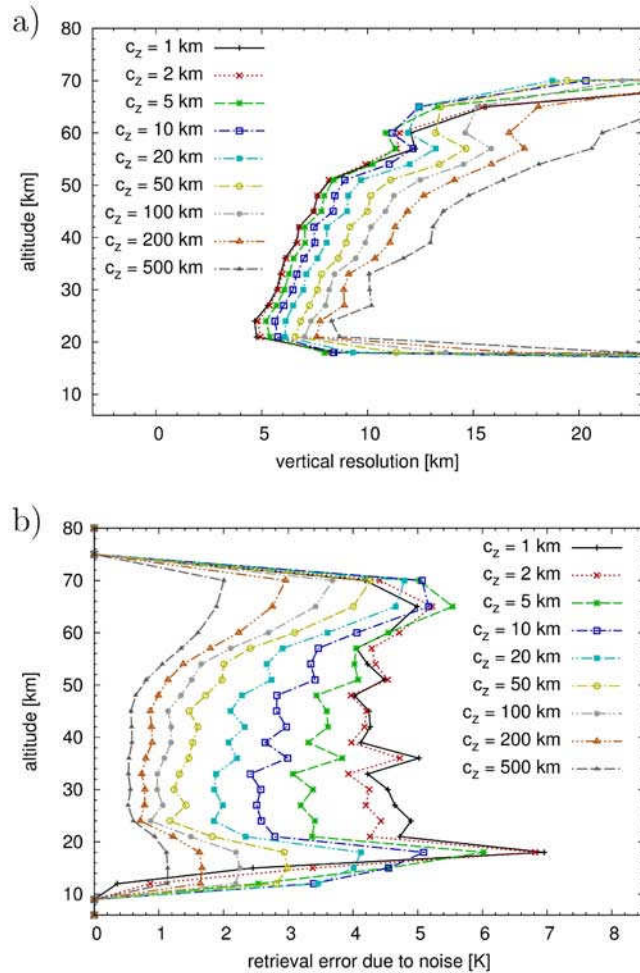 a)
80
70
60
50
40
30
20
10
altitude [km]
c_z = 1 km
c_z = 2 km
c_z = 5 km
c_z = 10 km
c_z = 20 km
c_z = 50 km
c_z = 100 km
c_z = 200 km
c_z = 500 km
0 5 10 15 20
vertical resolution [km]
b)
80
70
60
50
40
30
20
10
altitude [km]
c_z = 1 km
c_z = 2 km
c_z = 5 km
c_z = 10 km
c_z = 20 km
c_z = 50 km
c_z = 100 km
c_z = 200 km
c_z = 500 km
0 1 2 3 4 5 6 7 8
retrieval error due to noise [K]